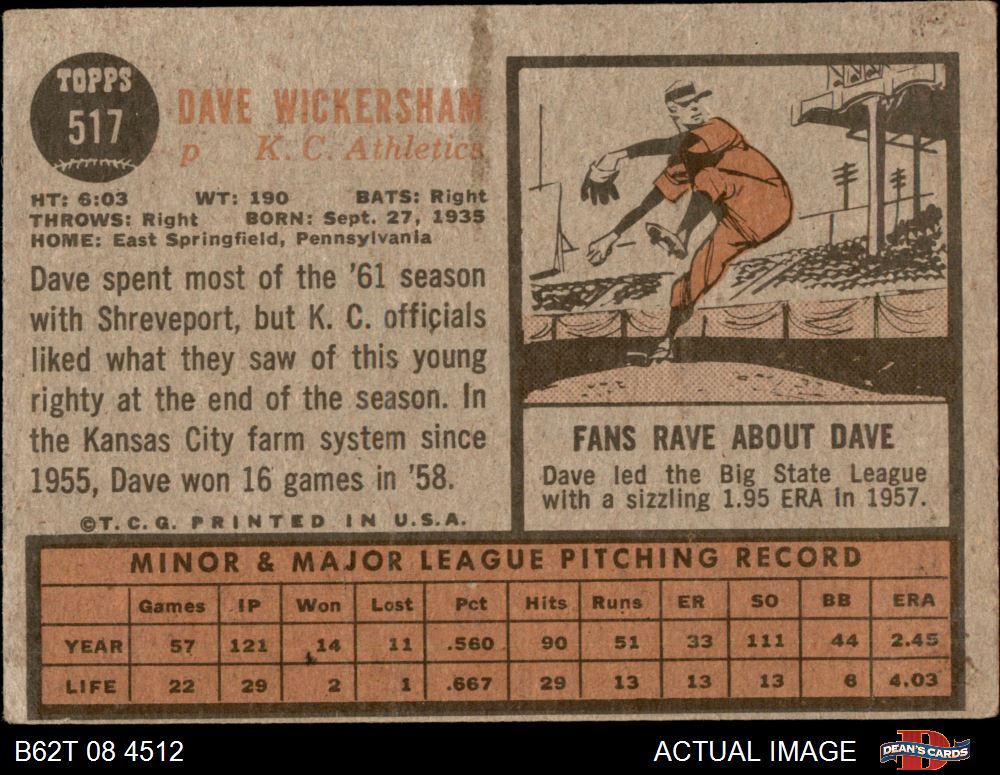 TOPPS
517
DAVE WICKERSHAM
p K. C. Athletics
HT: 6:03 WT: 190 BATS: Right
THROWS: Right BORN: Sept. 27, 1935
HOME: East Springfield, Pennsylvania
Dave spent most of the '61 season
with Shreveport, but K. C. officials
liked what they saw of this young
righty at the end of the season. In
the Kansas City farm system since
1955, Dave won 16 games in '58.
©T. C. G. PRINTED IN U.S.A.
FANS RAVE ABOUT DAVE
Dave led the Big State League
with a sizzling 1.95 ERA in 1957.
MINOR & MAJOR LEAGUE PITCHING RECORD
Games IP Won Lost Pct Hits Runs ER SO BB ERA
YEAR 57 121 14 11 .560 90 51 33 111 44 2.45
LIFE 22 29 2 1 .667 29 13 13 13 6 4.03
B62T 08 4512 ACTUAL IMAGE DEAN'S CARDS